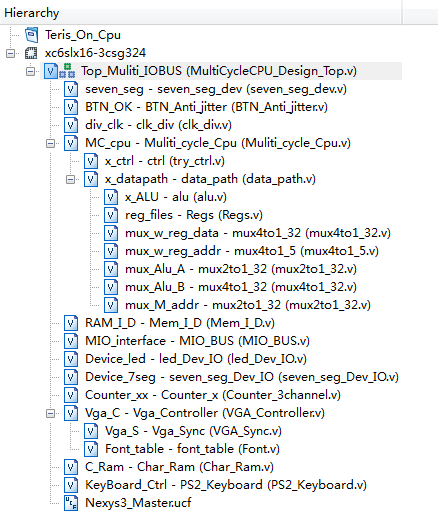 Hierarchy
Teris_On_Cpu
xc6slx16-3csg324
Top_Muliti_IOBUS (MultiCycleCPU_Design_Top.v)
seven_seg - seven_seg_dev (seven_seg_dev.v)
BTN_OK - BTN_Anti_jitter (BTN_Anti_jitter.v)
div_clk - clk_div (clk_div.v)
MC_cpu - Muliti_cycle_Cpu (Muliti_cycle_Cpu.v)
x_ctrl - ctrl (try_ctrl.v)
x_datapath - data_path (data_path.v)
x_ALU - alu (alu.v)
reg_files - Regs (Regs.v)
mux_w_reg_data - mux4to1_32 (mux4to1_32.v)
mux_w_reg_addr - mux4to1_5 (mux4to1_5.v)
mux_Alu_A - mux2to1_32 (mux2to1_32.v)
mux_Alu_B - mux4to1_32 (mux4to1_32.v)
mux_M_addr - mux2to1_32 (mux2to1_32.v)
RAM_I_D - Mem_I_D (Mem_I_D.v)
MIO_interface - MIO_BUS (MIO_BUS.v)
Device_led - led_Dev_IO (led_Dev_IO.v)
Device_7seg - seven_seg_Dev_IO (seven_seg_Dev_IO.v)
Counter_xx - Counter_x (Counter_3channel.v)
Vga_C - Vga_Controller (VGA_Controller.v)
Vga_S - Vga_Sync (VGA_Sync.v)
Font_table - font_table (Font.v)
C_Ram - Char_Ram (Char_Ram.v)
KeyBoard_Ctrl - PS2_Keyboard (PS2_Keyboard.v)
Nexys3_Master.ucf